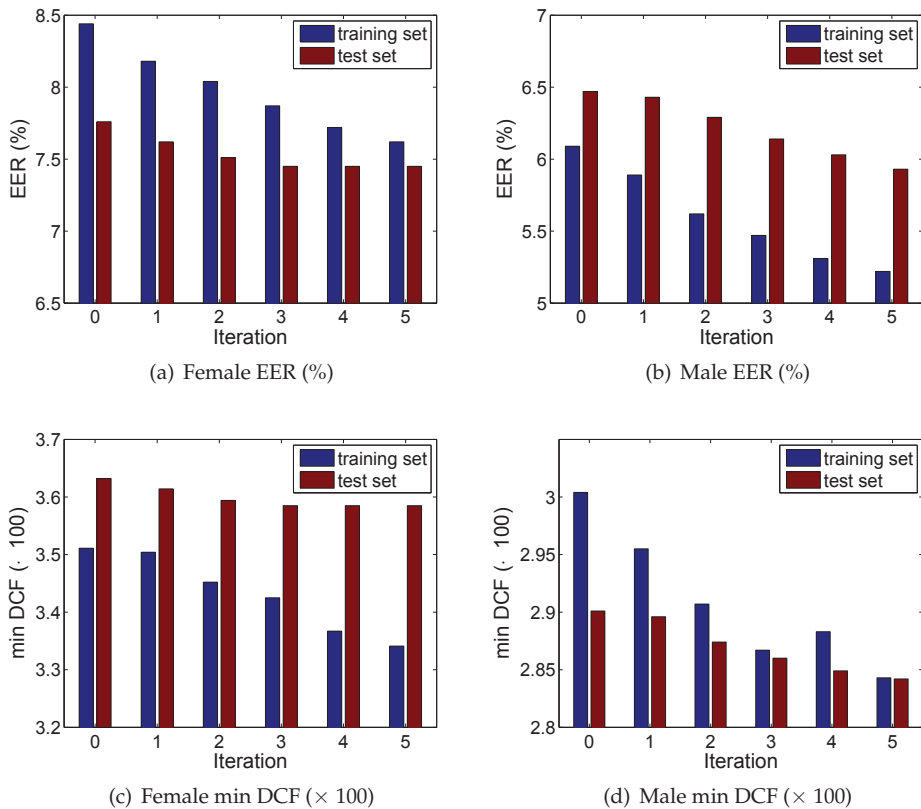 8.5
8
7.5
7
6.5
EER (%)
training set
test set
0 1 2 3 4 5
Iteration
(a) Female EER (%)
7
6.5
6
5.5
5
EER (%)
training set
test set
0 1 2 3 4 5
Iteration
(b) Male EER (%)
3.7
3.6
3.5
3.4
3.3
3.2
min DCF (· 100)
training set
test set
0 1 2 3 4 5
Iteration
(c) Female min DCF (× 100)
3
2.95
2.9
2.85
2.8
min DCF (· 100)
training set
test set
0 1 2 3 4 5
Iteration
(d) Male min DCF (× 100)